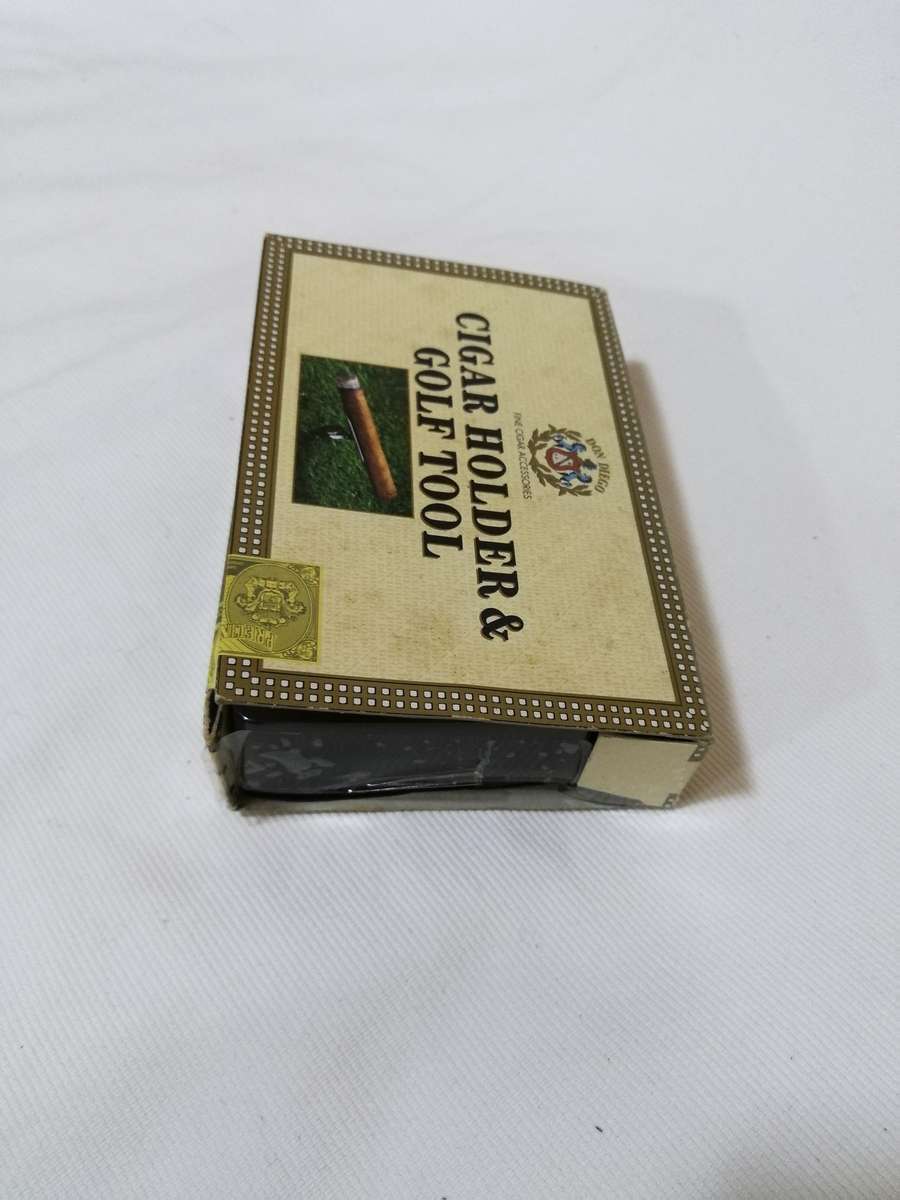 DON DIEGO
FINE CIGAR ACCESSORIES
CIGAR HOLDER &
GOLF TOOL